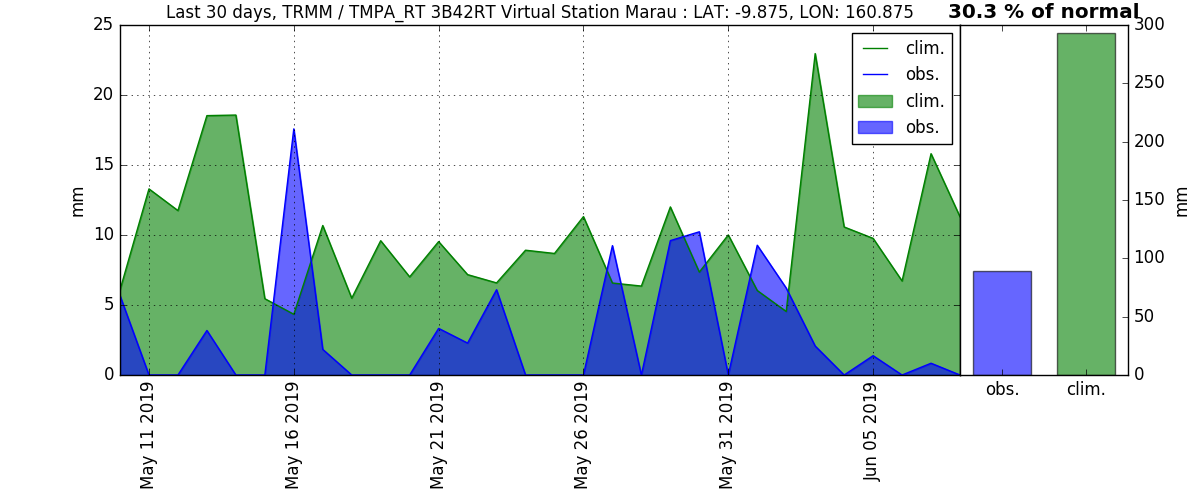 Last 30 days, TRMM / TMPA_RT 3B42RT Virtual Station Marau : LAT: -9.875, LON: 160.875
30.3 % of normal
25
20
15
10
5
0
mm
clim.
obs.
clim.
obs.
300
250
200
150
100
50
0
mm
May 11 2019
May 16 2019
May 21 2019
May 26 2019
May 31 2019
Jun 05 2019
obs.
clim.